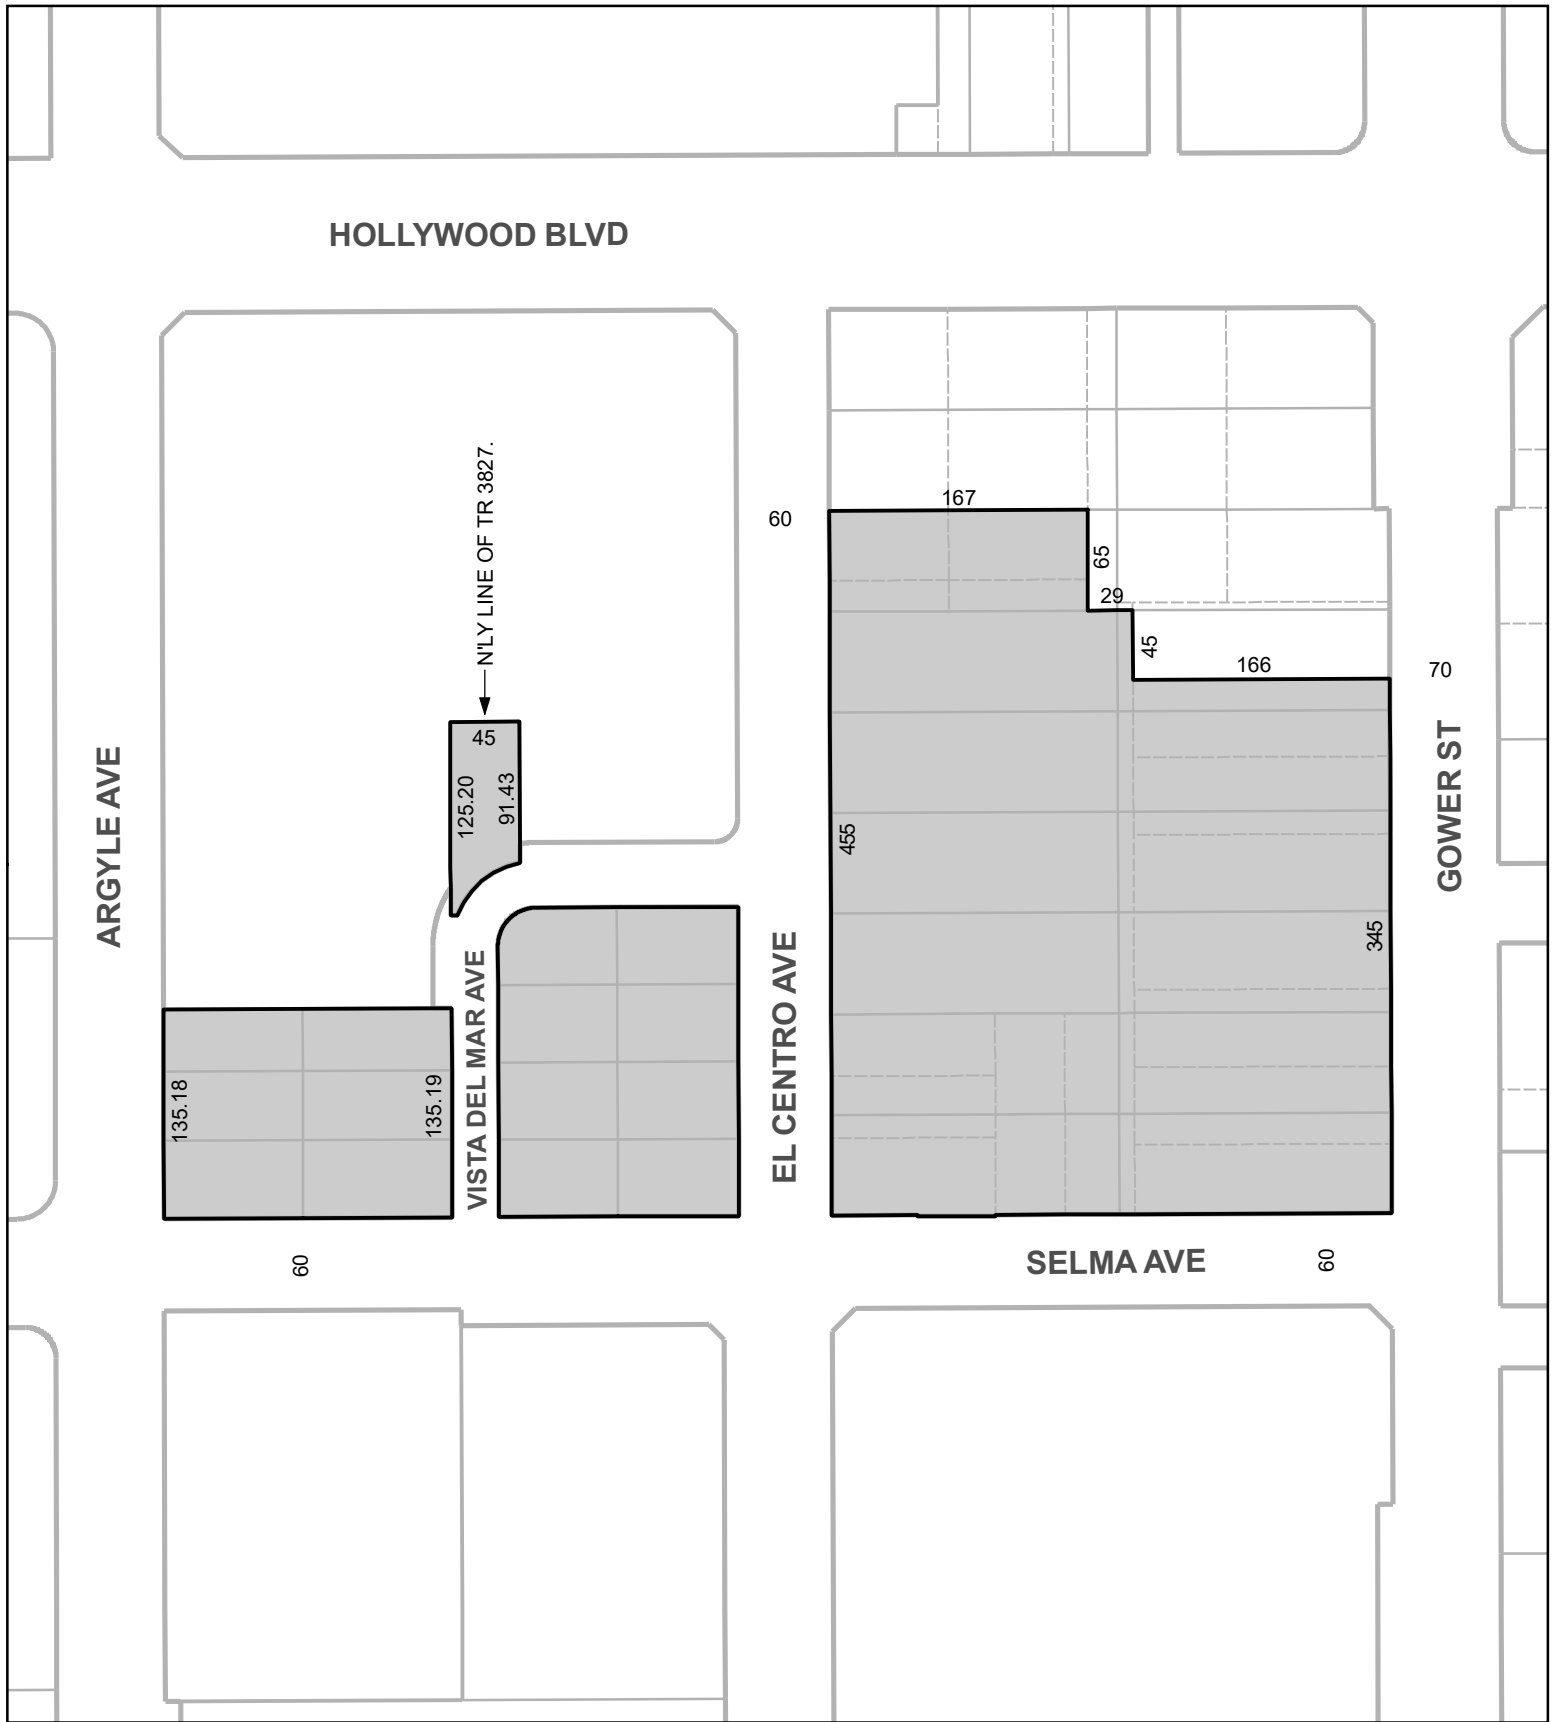 HOLLYWOOD BLVD
N'LY LINE OF TR 3827.
167
60
65
29
45
166
70
45
125.20
91.43
ARGYLE AVE
455
GOWER ST
345
VISTA DEL MAR AVE
EL CENTRO AVE
135.18
135.19
60
SELMA AVE
60